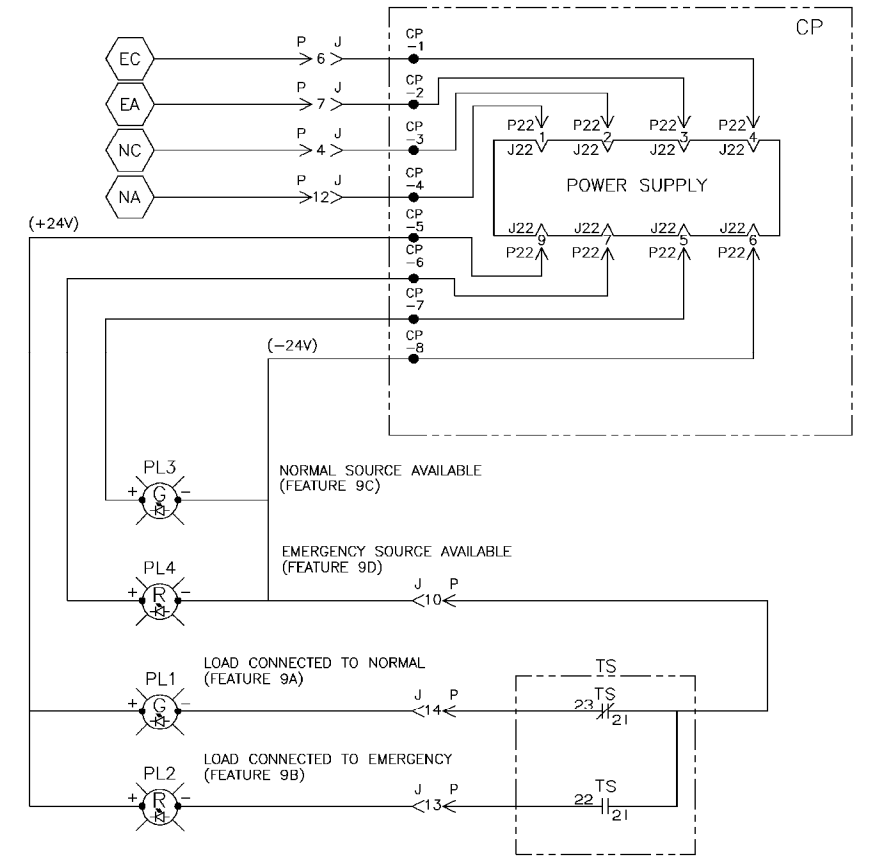 CP
EC
P
6
J
CP
-1
EA
P
7
J
CP
-2
NC
P
4
J
CP
-3
NA
P
12
J
CP
-4
P22 P22 P22 P22
1 2 3 4
J22 J22 J22 J22
POWER SUPPLY
J22 J22 J22 J22
9 7 5 6
P22 P22 P22 P22
(+24V)
CP
-5
CP
-6
CP
-7
(-24V)
CP
-8
PL3
+ G -
NORMAL SOURCE AVAILABLE
(FEATURE 9C)
PL4
+ R -
EMERGENCY SOURCE AVAILABLE
(FEATURE 9D)
J P
10
PL1
+ G -
LOAD CONNECTED TO NORMAL
(FEATURE 9A)
J P
14
TS
TS
23
21
PL2
+ R -
LOAD CONNECTED TO EMERGENCY
(FEATURE 9B)
J P
13
TS
22
21